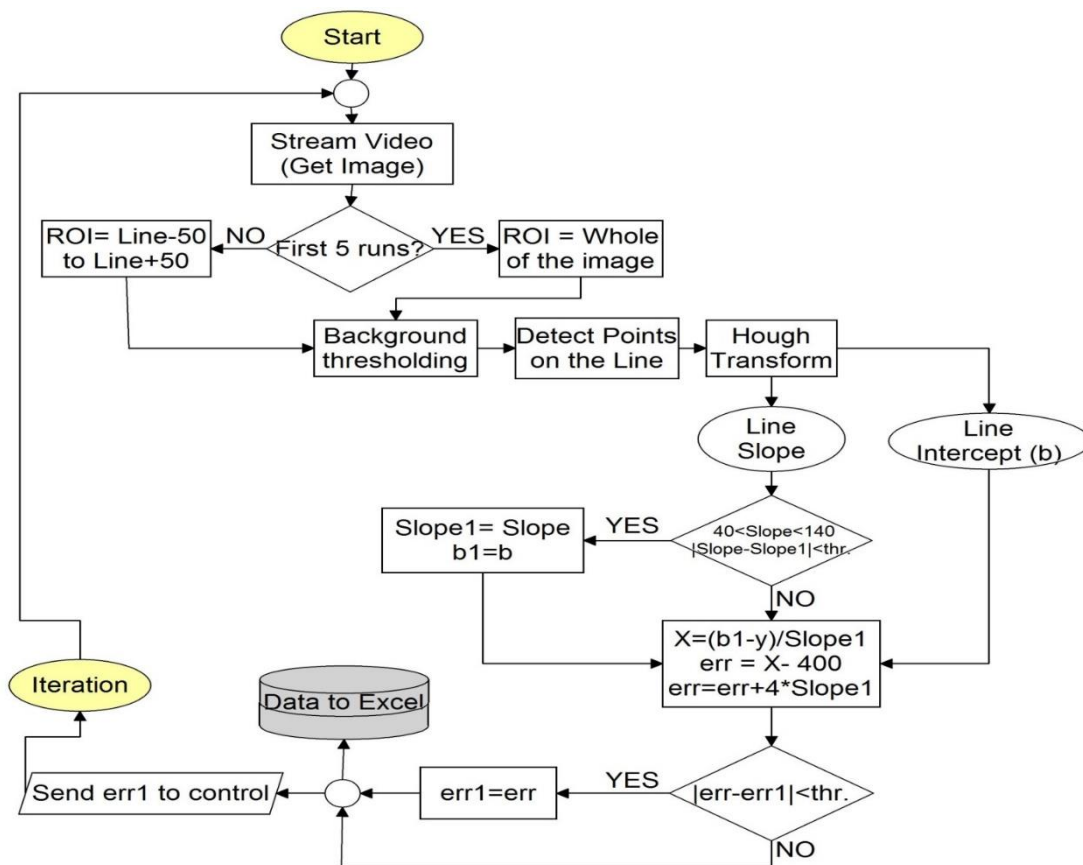 Start
Stream Video
(Get Image)
First 5 runs?
NO
YES
ROI= Line-50
to Line+50
ROI = Whole
of the image
Background
thresholding
Detect Points
on the Line
Hough
Transform
Line
Slope
Line
Intercept (b)
40<Slope<140
|Slope-Slope1|<thr.
YES
NO
Slope1= Slope
b1=b
X=(b1-y)/Slope1
err = X- 400
err=err+4*Slope1
|err-err1|<thr.
YES
NO
err1=err
Data to Excel
Send err1 to control
Iteration